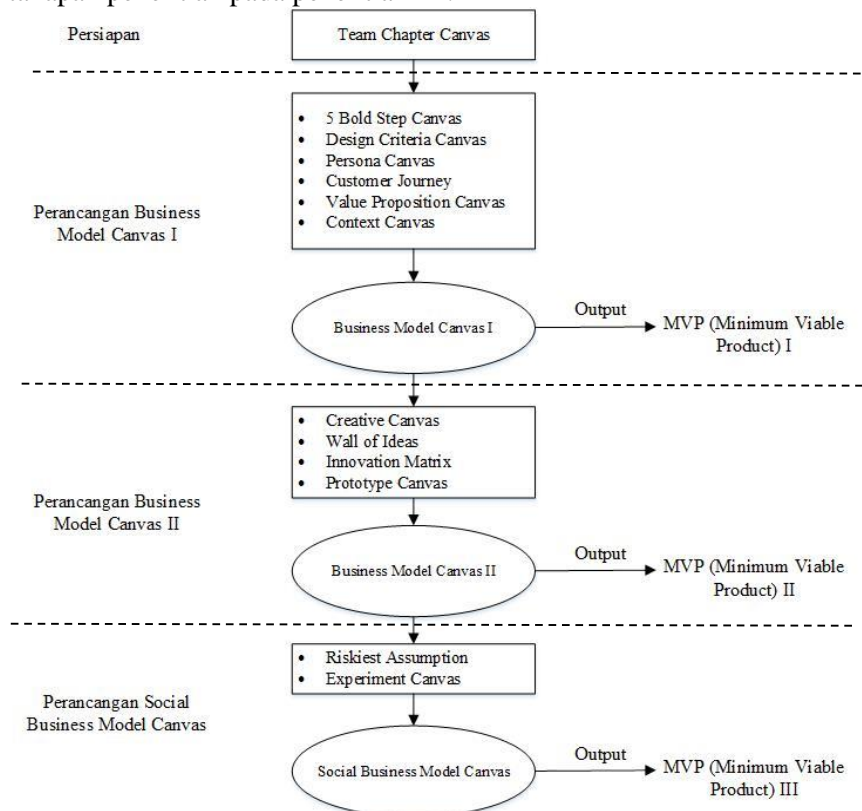 Persiapan
Team Chapter Canvas
• 5 Bold Step Canvas
• Design Criteria Canvas
• Persona Canvas
• Customer Journey
• Value Proposition Canvas
• Context Canvas
Perancangan Business
Model Canvas I
Business Model Canvas I
Output
MVP (Minimum Viable
Product) I
• Creative Canvas
• Wall of Ideas
• Innovation Matrix
• Prototype Canvas
Perancangan Business
Model Canvas II
Business Model Canvas II
Output
MVP (Minimum Viable
Product) II
• Riskiest Assumption
• Experiment Canvas
Perancangan Social
Business Model Canvas
Social Business Model Canvas
Output
MVP (Minimum Viable
Product) III